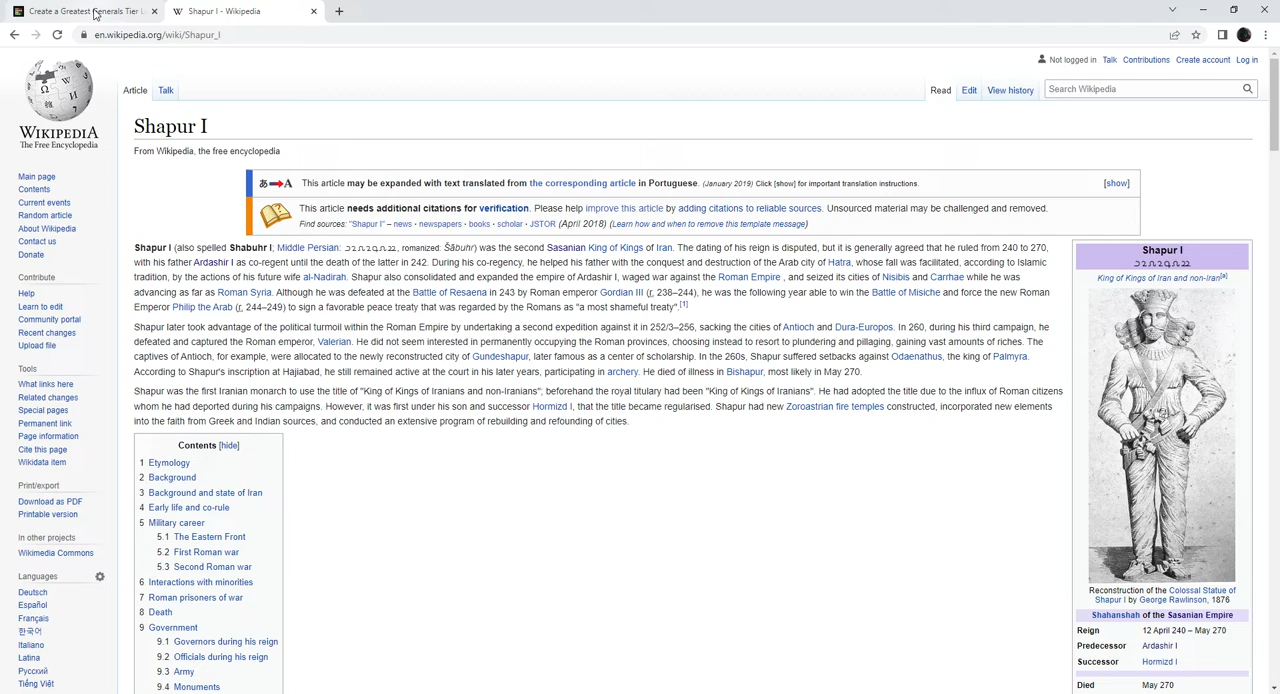 Create a Greatest Generals Tier L
Shapur I - Wikipedia
en.wikipedia.org/wiki/Shapur_I
Not logged in Talk Contributions Create account Log in
Article Talk Read Edit View history Search Wikipedia
WIKIPEDIA
The Free Encyclopedia
Main page
Contents
Current events
Random article
About Wikipedia
Contact us
Donate
Contribute
Help
Learn to edit
Community portal
Recent changes
Upload file
Tools
What links here
Related changes
Special pages
Permanent link
Page information
Cite this page
Wikidata item
Print/export
Download as PDF
Printable version
In other projects
Wikimedia Commons
Languages
Deutsch
Español
Français
한국어
Italiano
Latina
Русский
Tiếng Việt
Shapur I
From Wikipedia, the free encyclopedia
This article may be expanded with text translated from the corresponding article in Portuguese. (January 2019) Click [show] for important translation instructions. [show]
This article needs additional citations for verification. Please help improve this article by adding citations to reliable sources. Unsourced material may be challenged and removed.
Find sources: "Shapur I" – news · newspapers · books · scholar · JSTOR (April 2018) (Learn how and when to remove this template message)
Shapur I (also spelled Shabuhr I; Middle Persian: romanized: Šābuhr) was the second Sasanian King of Kings of Iran. The dating of his reign is disputed, but it is generally agreed that he ruled from 240 to 270,
with his father Ardashir I as co-regent until the death of the latter in 242. During his co-regency, he helped his father with the conquest and destruction of the Arab city of Hatra, whose fall was facilitated, according to Islamic
tradition, by the actions of his future wife al-Nadirah. Shapur also consolidated and expanded the empire of Ardashir I, waged war against the Roman Empire , and seized its cities of Nisibis and Carrhae while he was
advancing as far as Roman Syria. Although he was defeated at the Battle of Resaena in 243 by Roman emperor Gordian III (r. 238–244), he was the following year able to win the Battle of Misiche and force the new Roman
Emperor Philip the Arab (r. 244–249) to sign a favorable peace treaty that was regarded by the Romans as "a most shameful treaty".[1]
Shapur later took advantage of the political turmoil within the Roman Empire by undertaking a second expedition against it in 252/3–256, sacking the cities of Antioch and Dura-Europos. In 260, during his third campaign, he
defeated and captured the Roman emperor, Valerian. He did not seem interested in permanently occupying the Roman provinces, choosing instead to resort to plundering and pillaging, gaining vast amounts of riches. The
captives of Antioch, for example, were allocated to the newly reconstructed city of Gundeshapur, later famous as a center of scholarship. In the 260s, Shapur suffered setbacks against Odaenathus, the king of Palmyra.
According to Shapur's inscription at Hajiabad, he still remained active at the court in his later years, participating in archery. He died of illness in Bishapur, most likely in May 270.
Shapur was the first Iranian monarch to use the title of "King of Kings of Iranians and non-Iranians"; beforehand the royal titulary had been "King of Kings of Iranians". He had adopted the title due to the influx of Roman citizens
whom he had deported during his campaigns. However, it was first under his son and successor Hormizd I, that the title became regularised. Shapur had new Zoroastrian fire temples constructed, incorporated new elements
into the faith from Greek and Indian sources, and conducted an extensive program of rebuilding and refounding of cities.
Contents [hide]
1 Etymology
2 Background
3 Background and state of Iran
4 Early life and co-rule
5 Military career
5.1 The Eastern Front
5.2 First Roman war
5.3 Second Roman war
6 Interactions with minorities
7 Roman prisoners of war
8 Death
9 Government
9.1 Governors during his reign
9.2 Officials during his reign
9.3 Army
9.4 Monuments
Shapur I
King of Kings of Iran and non-Iran[a]
Reconstruction of the Colossal Statue of
Shapur I by George Rawlinson, 1876
Shahanshah of the Sasanian Empire
Reign 12 April 240 – May 270
Predecessor Ardashir I
Successor Hormizd I
Died May 270